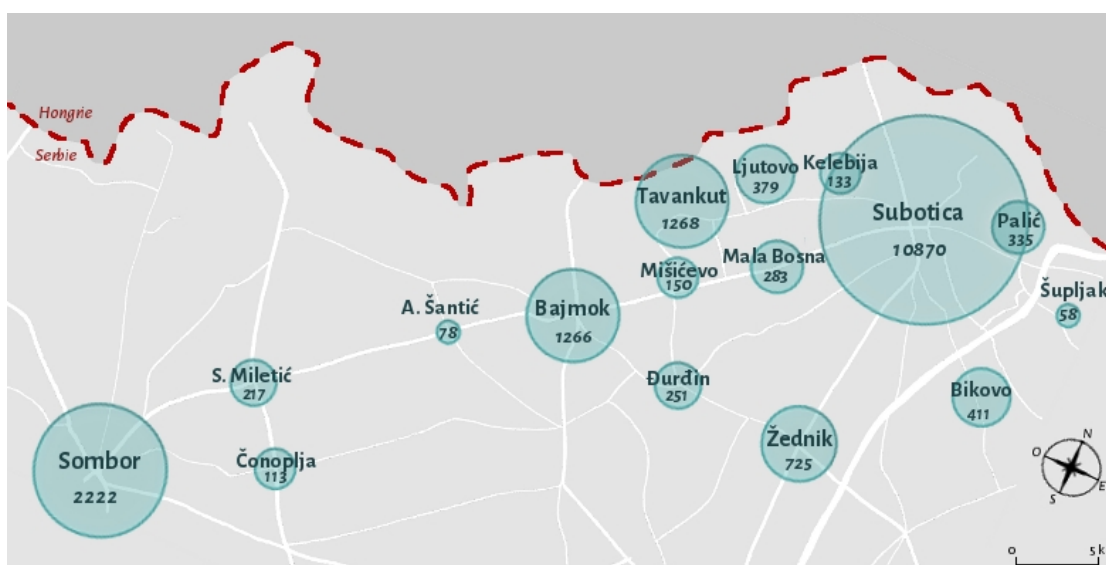 Hongrie
Serbie
Tavankut
1268
Ljutovo
379
Kelebija
133
Subotica
10870
Palić
335
Mišićevo
150
Mala Bosna
283
A. Šantić
78
Bajmok
1266
Šupljak
58
S. Miletić
217
Đurđin
251
Bikovo
411
Sombor
2222
Čonoplja
113
Žednik
725
N
O
E
S
0
5 k